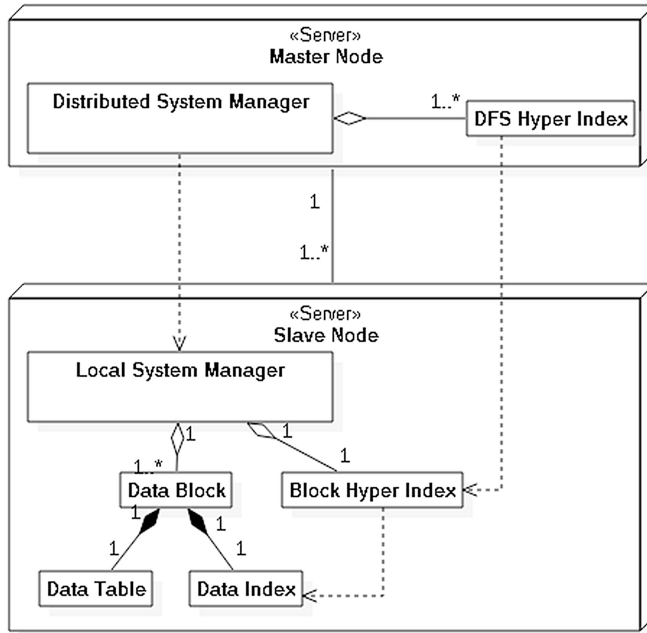 «Server»
Master Node
Distributed System Manager
1..*
DFS Hyper Index
1
1..*
«Server»
Slave Node
Local System Manager
1
1
1..*
1
Data Block
Block Hyper Index
1
1
1
1
Data Table
Data Index